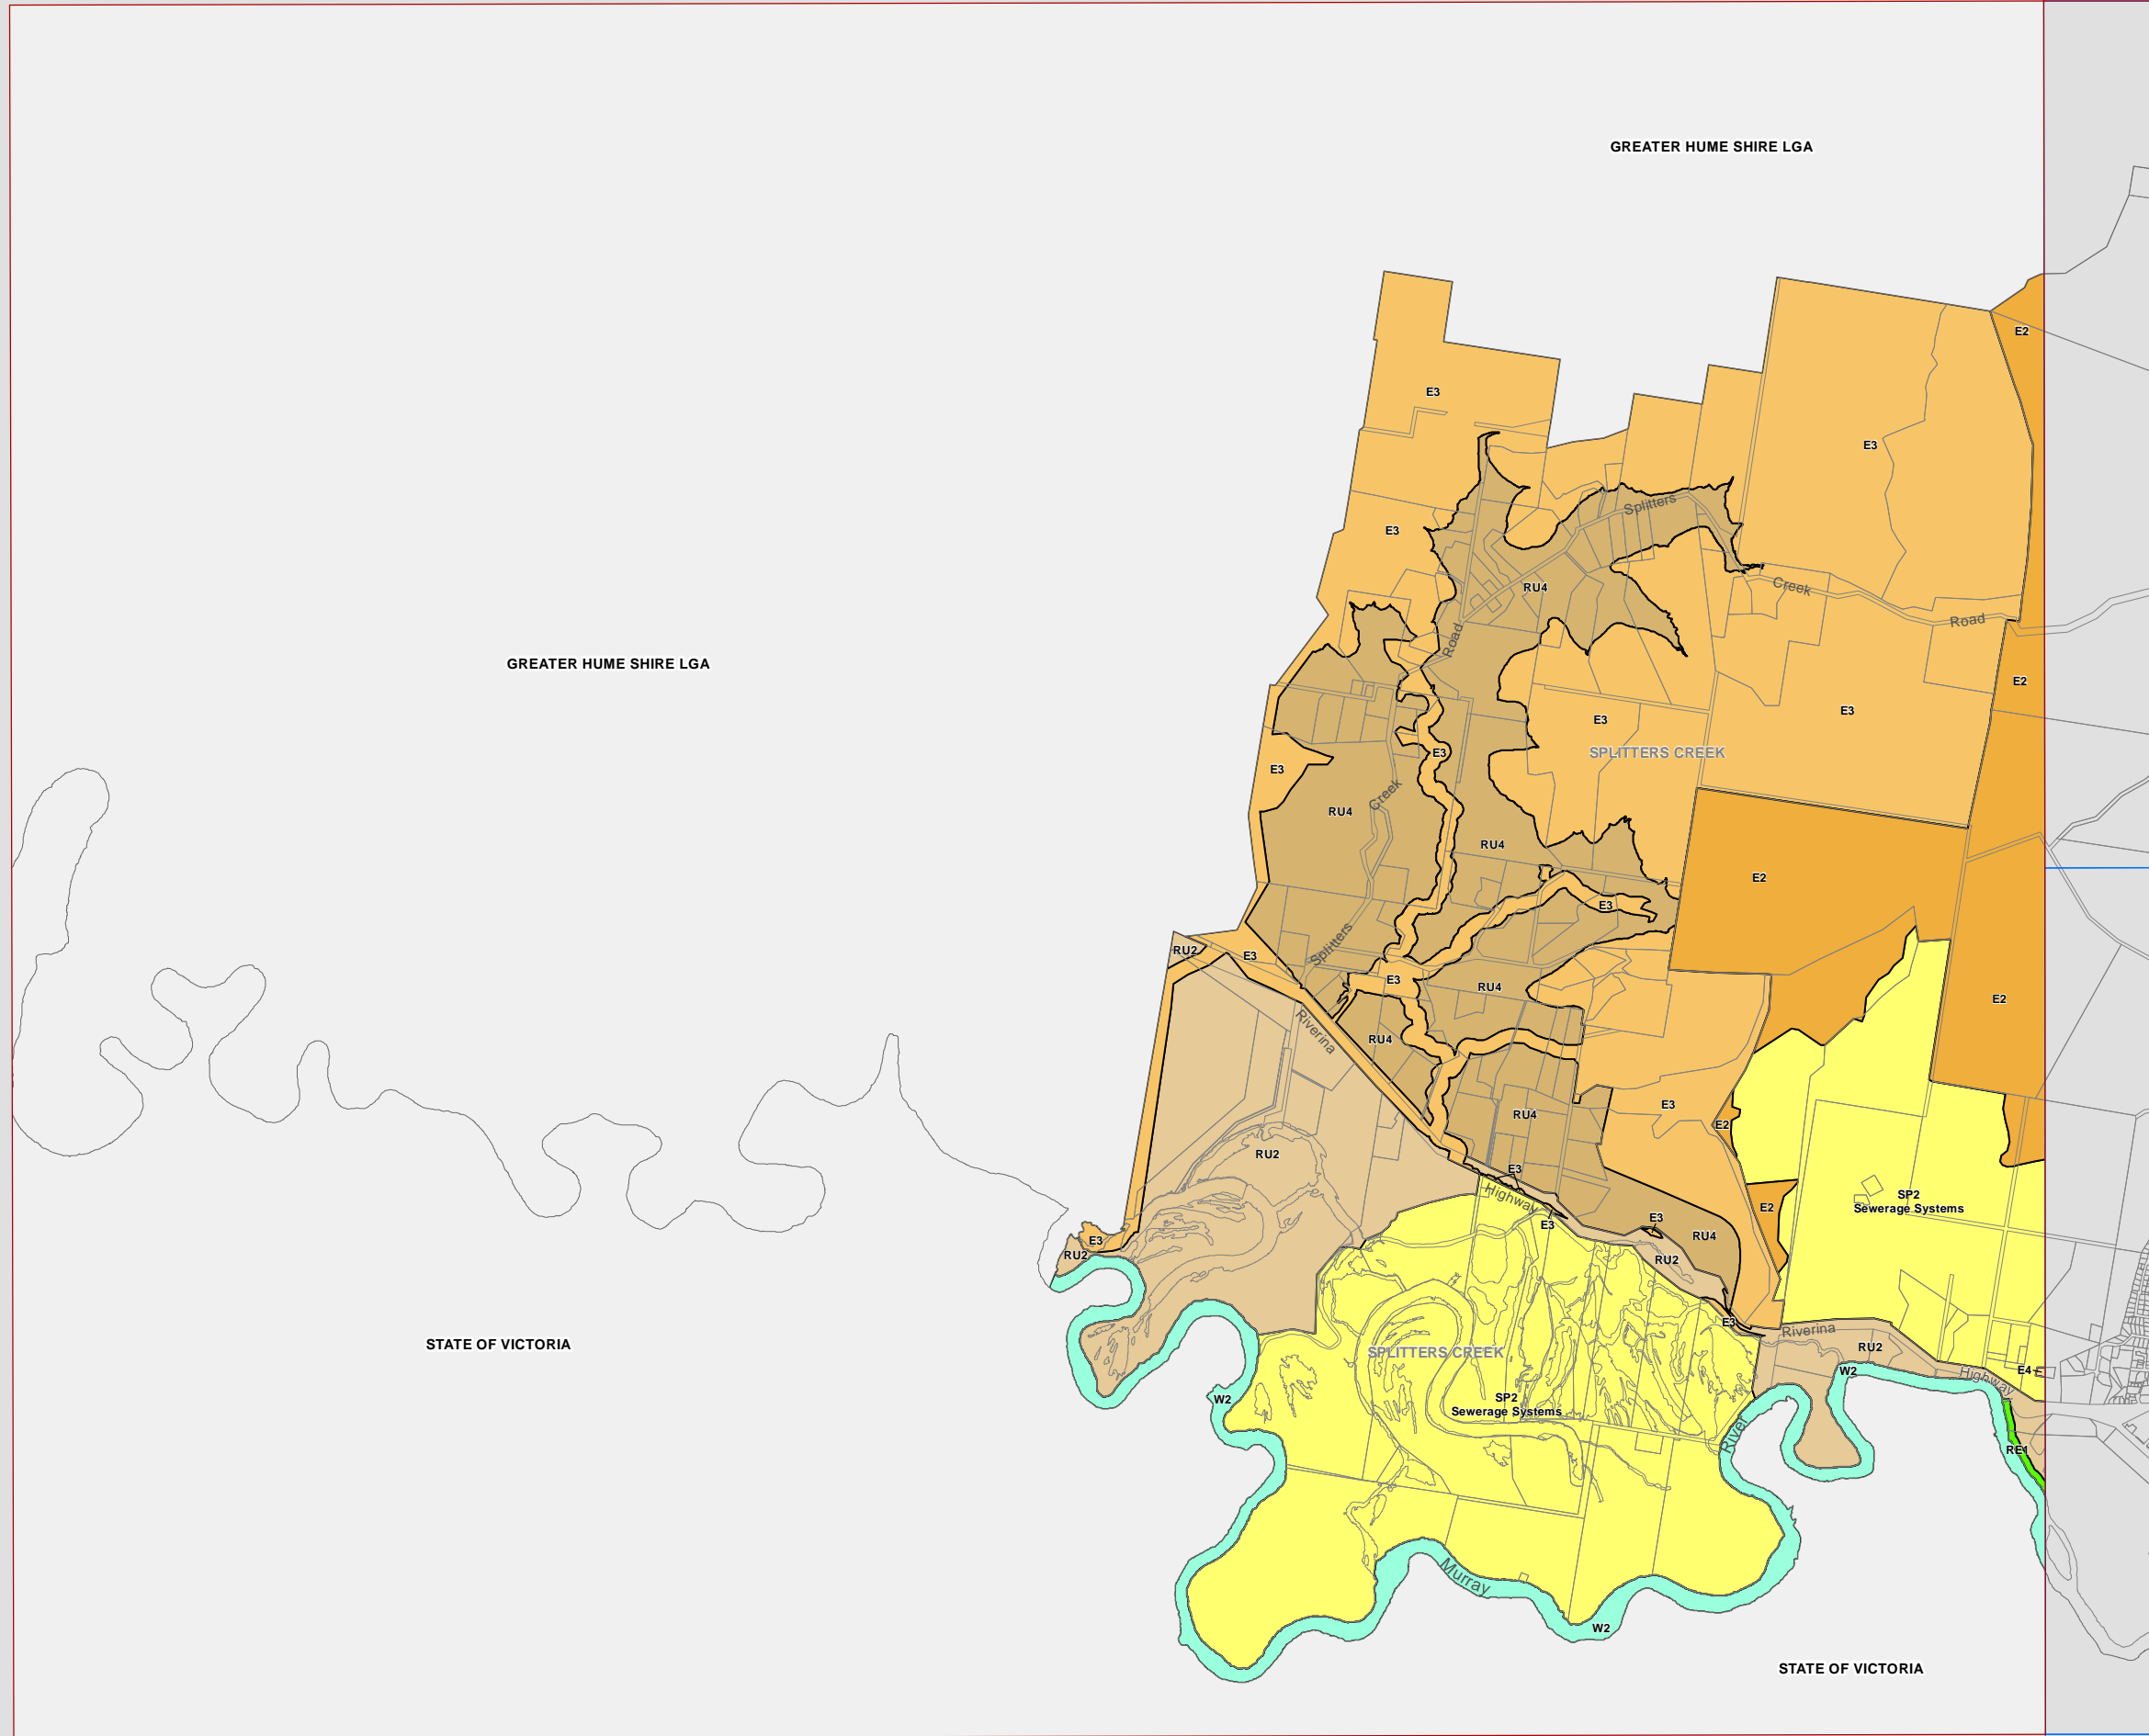 GREATER HUME SHIRE LGA
E2
E3
E3
Splitters
E3
RU4
Creek
Road
Road
GREATER HUME SHIRE LGA
E2
E3
E3
SPLITTERS CREEK
E3
E3
Creek
RU4
RU4
E2
E3
Splitters
RU2
E3
E3
RU4
E2
Riverina
RU4
E3
RU4
E2
RU2
E3
Highway
SP2
Sewerage Systems
E2
E3
E3
RU4
E3
RU2
RU2
E3
Riverina
STATE OF VICTORIA
RU2
SPLITTERS CREEK
E4
W2
Highway
SP2
Sewerage Systems
W2
River
RE1
Murray
W2
STATE OF VICTORIA